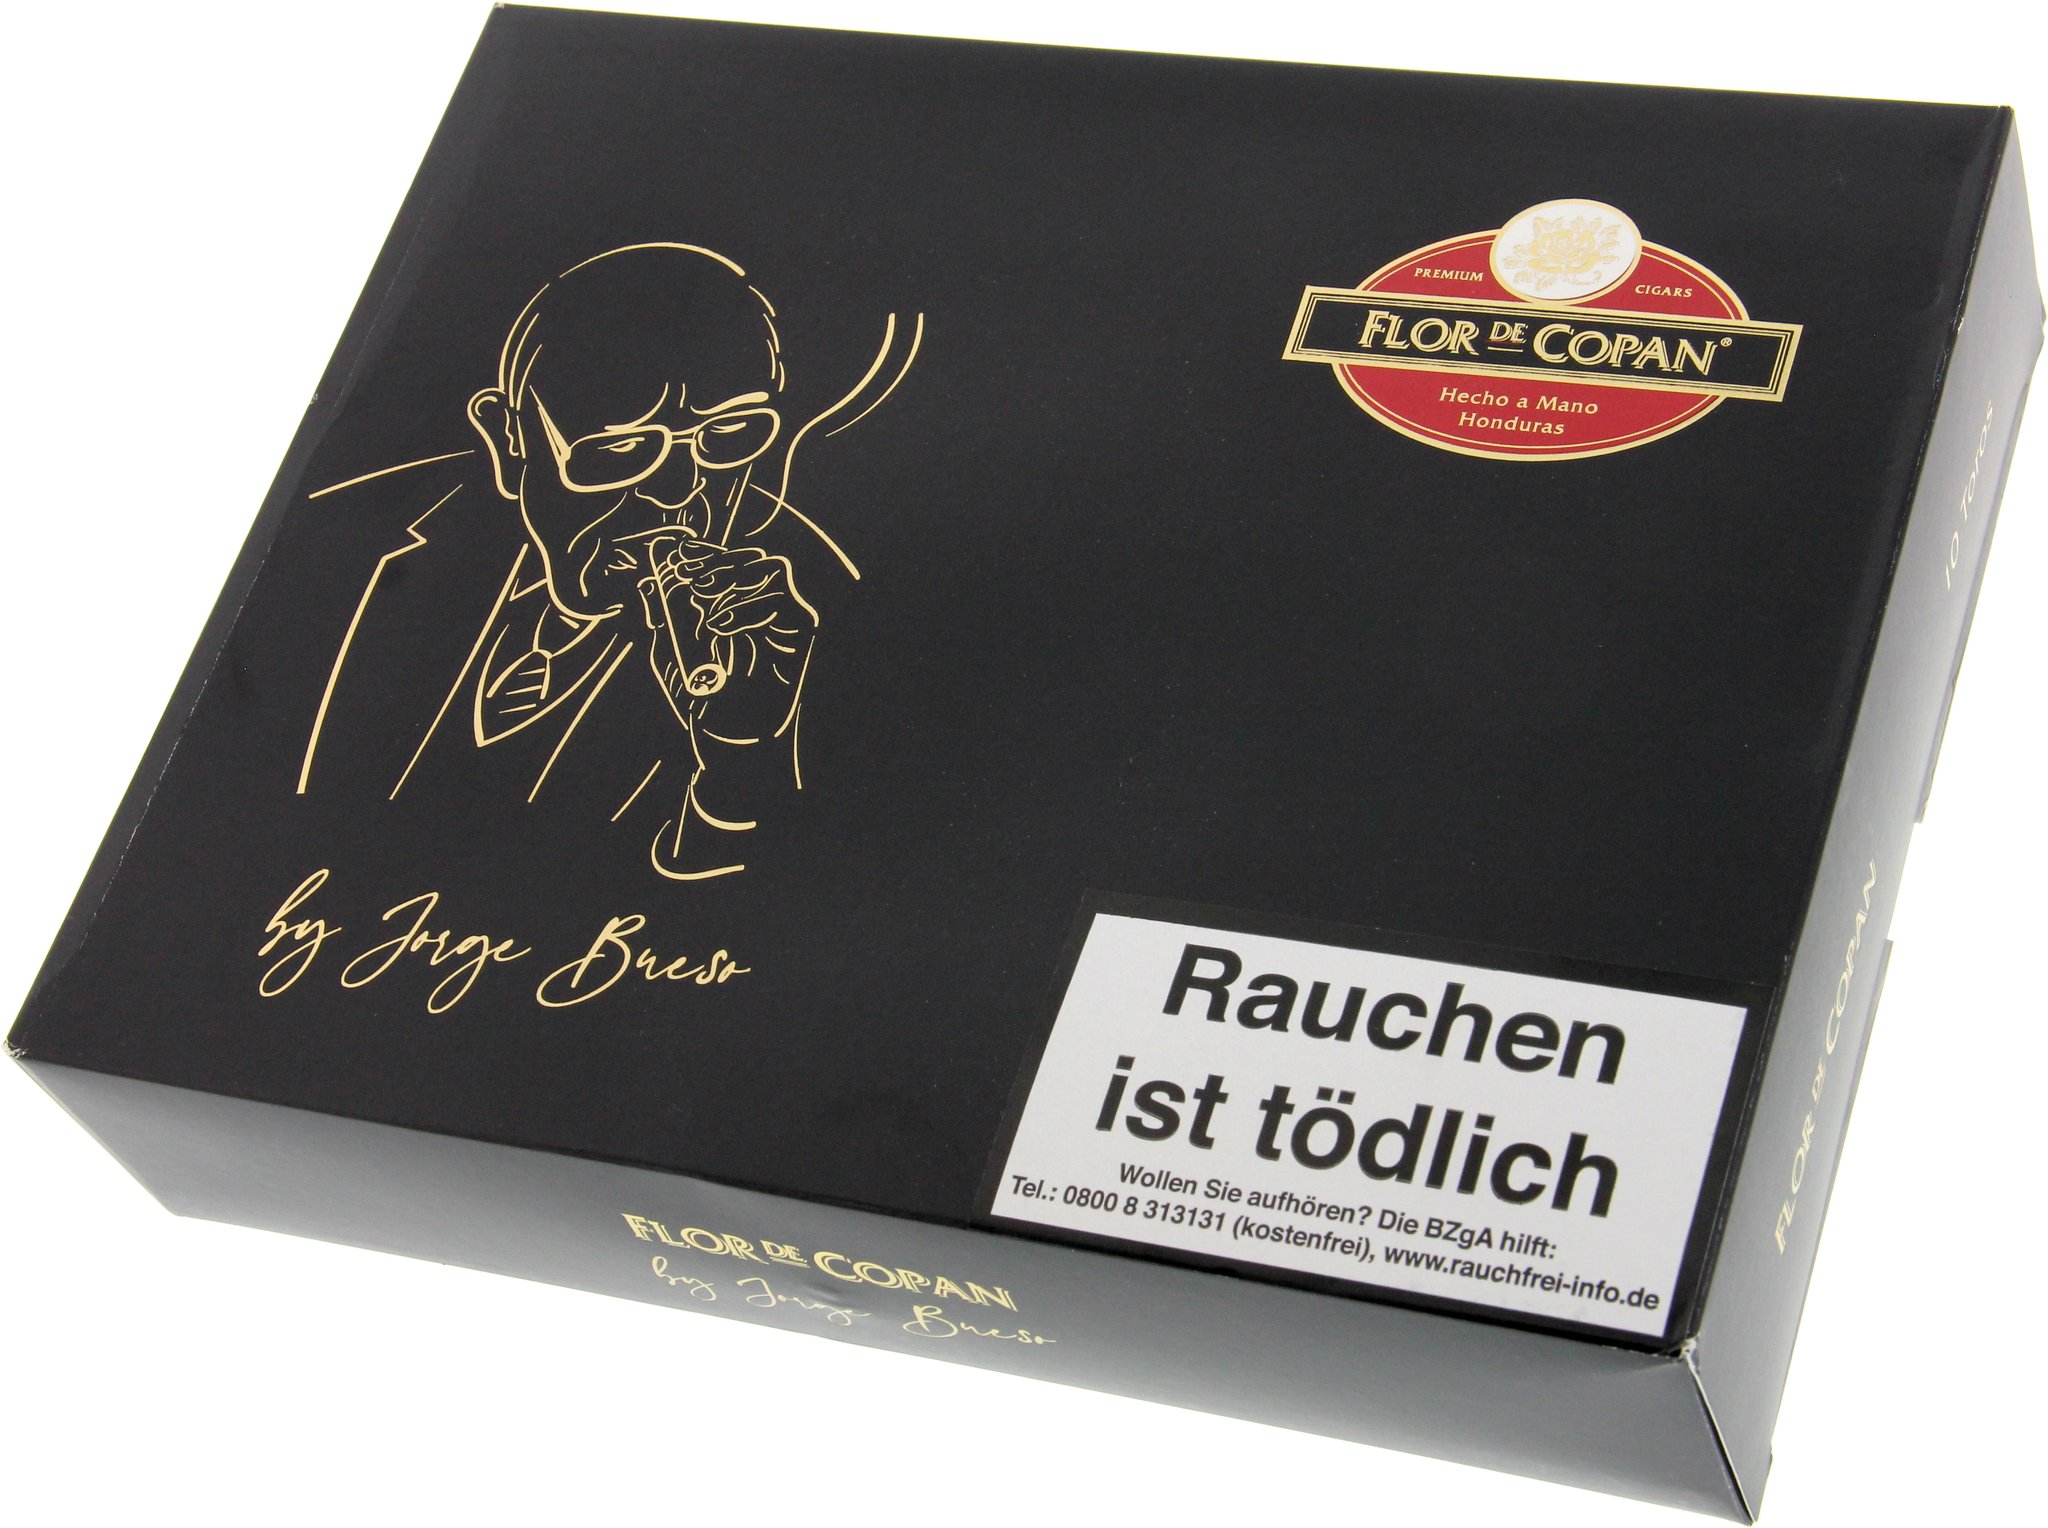 PREMIUM CIGARS
FLOR DE COPAN®
Hecho a Mano
Honduras
by Jorge Bueso
Rauchen
ist tödlich
Wollen Sie aufhören? Die BZgA hilft:
Tel.: 0800 8 313131 (kostenfrei), www.rauchfrei-info.de
FLOR DE COPAN
by Jorge Bueso
10 Toros
FLOR DE COPAN